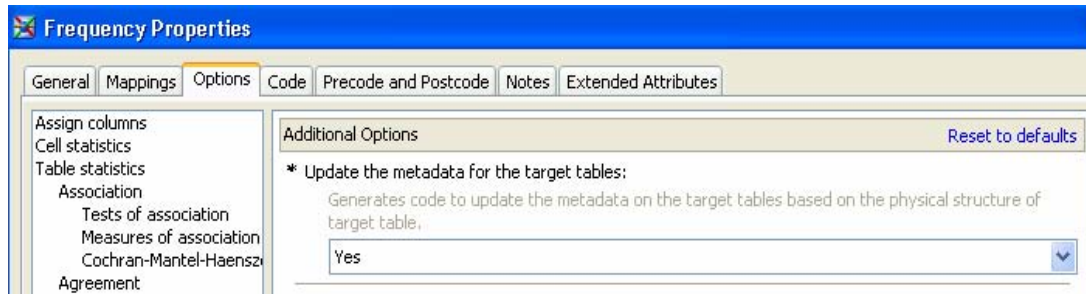 Frequency Properties
General Mappings Options Code Precode and Postcode Notes Extended Attributes
Assign columns
Cell statistics
Table statistics
Association
Tests of association
Measures of association
Cochran-Mantel-Haensz
Agreement
Additional Options Reset to defaults
* Update the metadata for the target tables:
Generates code to update the metadata on the target tables based on the physical structure of
target table.
Yes